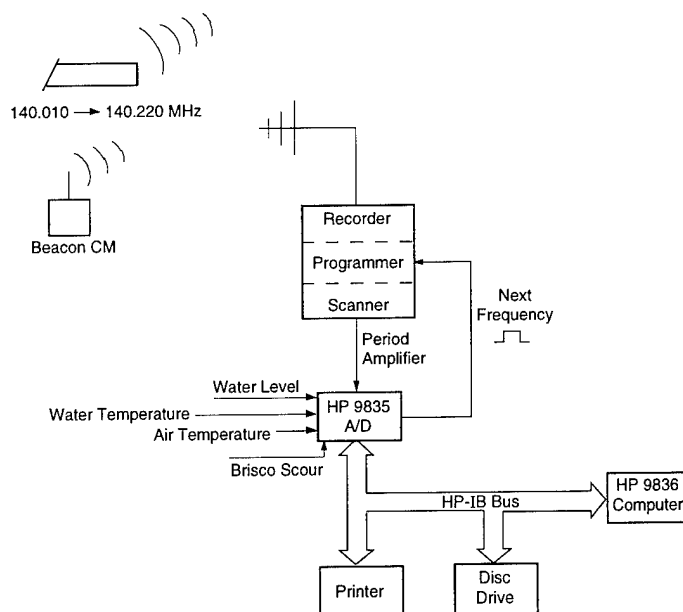 140.010 → 140.220 MHz
Beacon CM
Recorder
Programmer
Scanner
Next
Frequency
Period
Amplifier
Water Level
Water Temperature
Air Temperature
Brisco Scour
HP 9835
A/D
HP-IB Bus
HP 9836
Computer
Printer
Disc
Drive